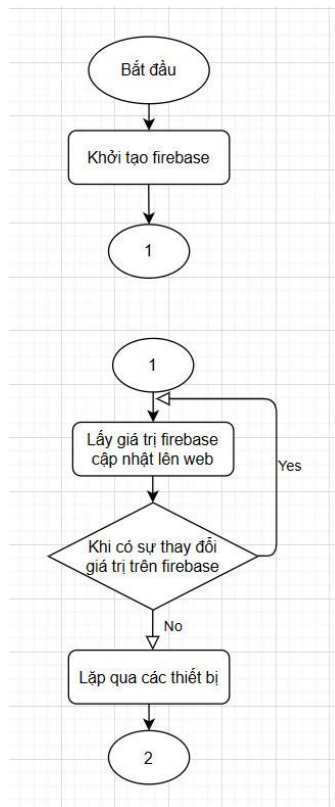 Bắt đầu
Khởi tạo firebase
1
1
Lấy giá trị firebase
cập nhật lên web
Yes
Khi có sự thay đổi
giá trị trên firebase
No
Lặp qua các thiết bị
2